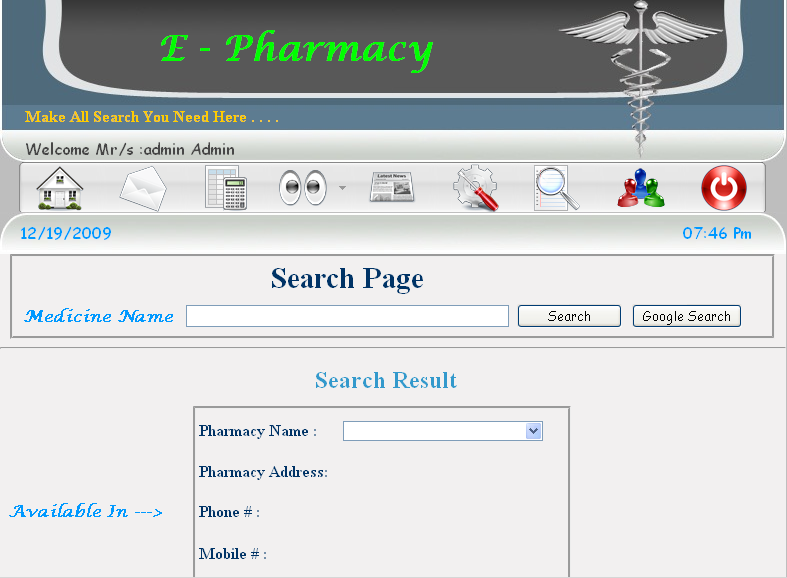 E - Pharmacy
Make All Search You Need Here . . . .
Welcome Mr/s :admin Admin
Latest News
12/19/2009 07:46 Pm
Search Page
Medicine Name Search Google Search
Search Result
Pharmacy Name :
Pharmacy Address:
Available In --->
Phone # :
Mobile # :